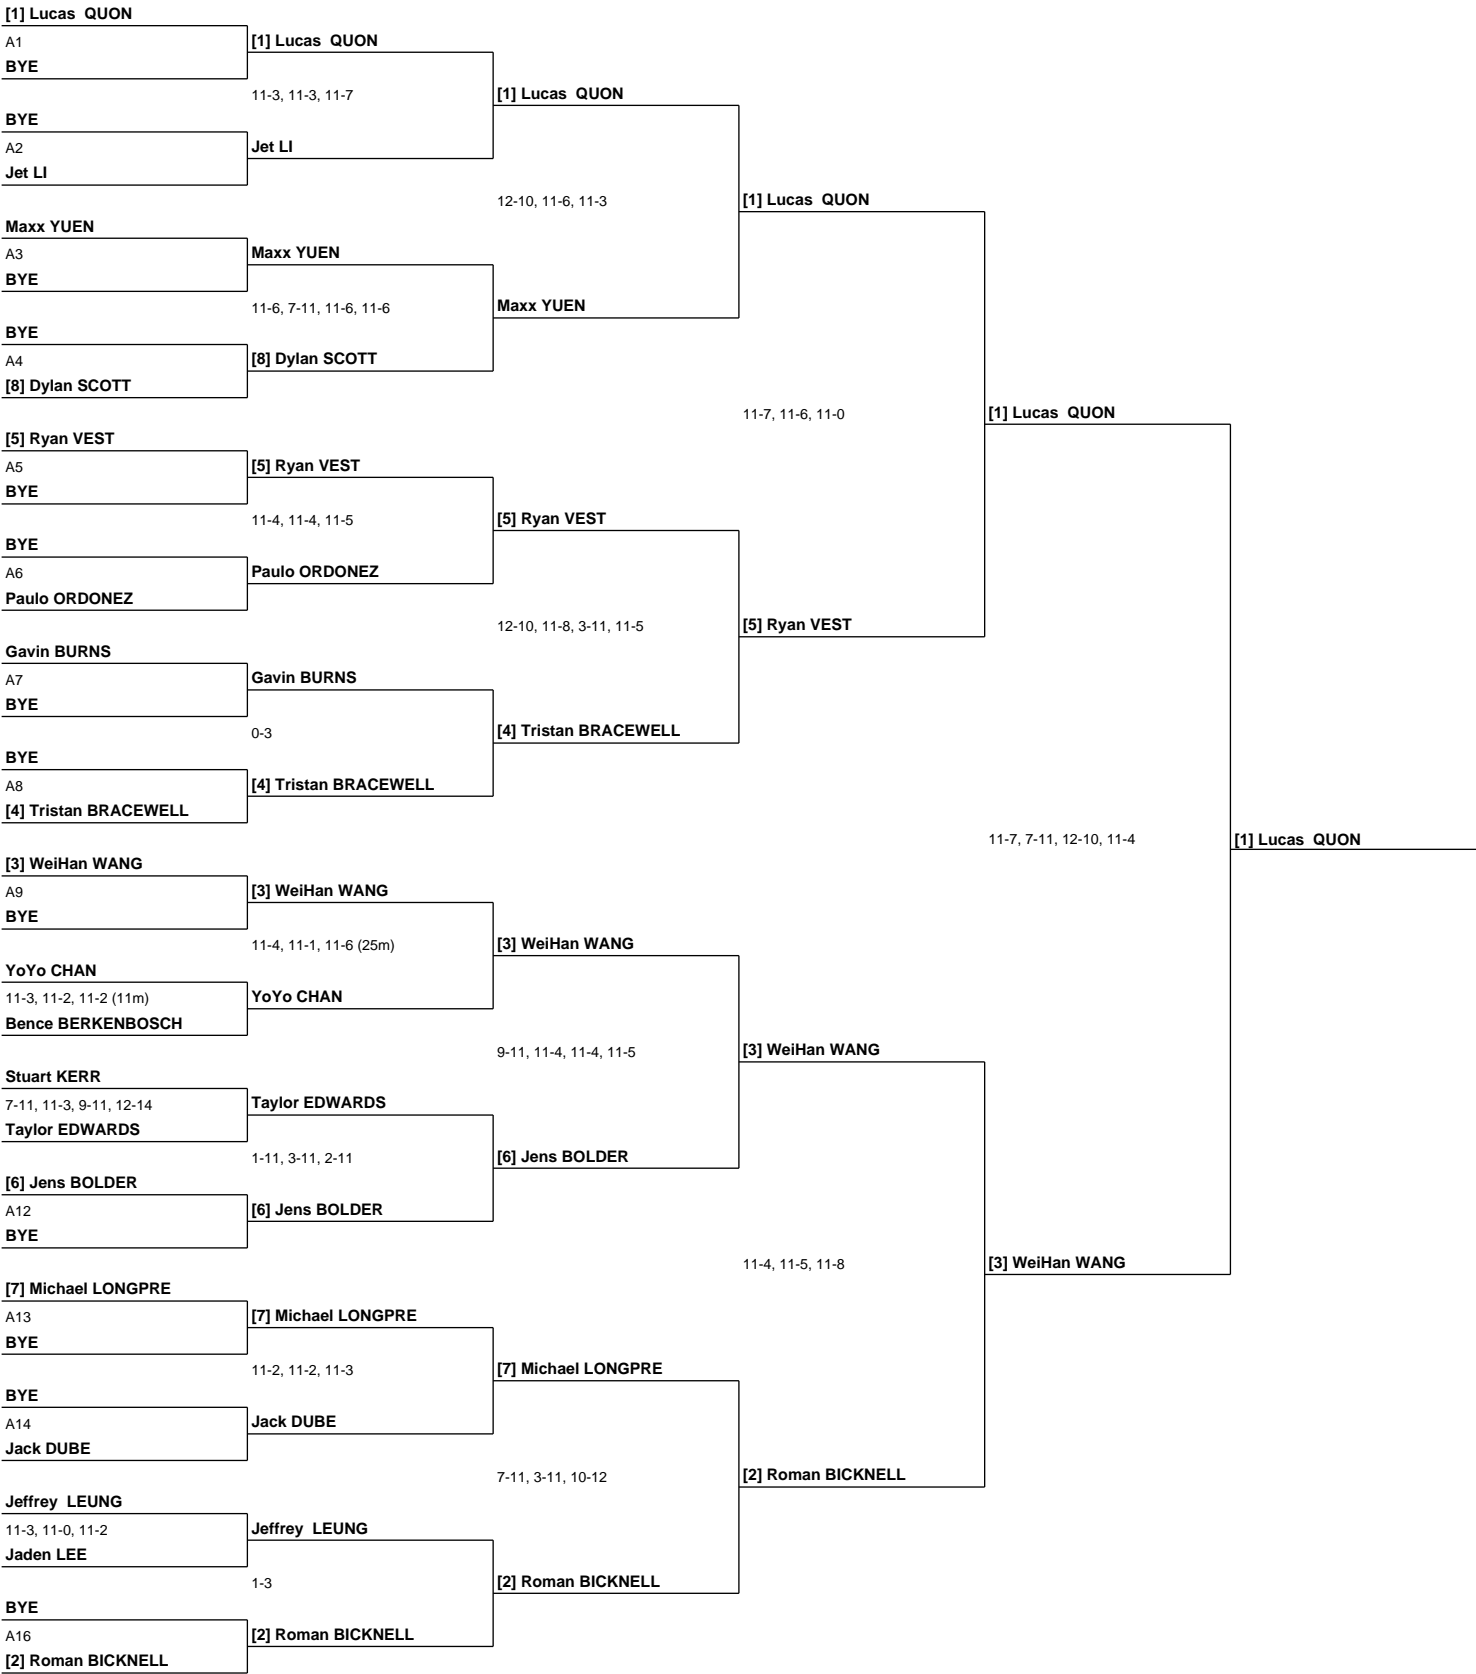 [1] Lucas  QUON
A1
BYE
BYE
A2
Jet LI
Maxx YUEN
A3
BYE
BYE
A4
[8] Dylan SCOTT
[5] Ryan VEST
A5
BYE
BYE
A6
Paulo ORDONEZ
Gavin BURNS
A7
BYE
BYE
A8
[4] Tristan BRACEWELL
[3] WeiHan WANG
A9
BYE
YoYo CHAN
11-3, 11-2, 11-2 (11m)
Bence BERKENBOSCH
Stuart KERR
7-11, 11-3, 9-11, 12-14
Taylor EDWARDS
[6] Jens BOLDER
A12
BYE
[7] Michael LONGPRE
A13
BYE
BYE
A14
Jack DUBE
Jeffrey  LEUNG
11-3, 11-0, 11-2
Jaden LEE
BYE
A16
[2] Roman BICKNELL
[1] Lucas  QUON
11-3, 11-3, 11-7
Jet LI
Maxx YUEN
11-6, 7-11, 11-6, 11-6
[8] Dylan SCOTT
[5] Ryan VEST
11-4, 11-4, 11-5
Paulo ORDONEZ
Gavin BURNS
0-3
[4] Tristan BRACEWELL
[3] WeiHan WANG
11-4, 11-1, 11-6 (25m)
YoYo CHAN
Taylor EDWARDS
1-11, 3-11, 2-11
[6] Jens BOLDER
[7] Michael LONGPRE
11-2, 11-2, 11-3
Jack DUBE
Jeffrey  LEUNG
1-3
[2] Roman BICKNELL
[1] Lucas  QUON
12-10, 11-6, 11-3
Maxx YUEN
[5] Ryan VEST
12-10, 11-8, 3-11, 11-5
[4] Tristan BRACEWELL
[3] WeiHan WANG
9-11, 11-4, 11-4, 11-5
[6] Jens BOLDER
[7] Michael LONGPRE
7-11, 3-11, 10-12
[2] Roman BICKNELL
[1] Lucas  QUON
11-7, 11-6, 11-0
[5] Ryan VEST
[3] WeiHan WANG
11-4, 11-5, 11-8
[2] Roman BICKNELL
[1] Lucas  QUON
11-7, 7-11, 12-10, 11-4
[3] WeiHan WANG
[1] Lucas  QUON